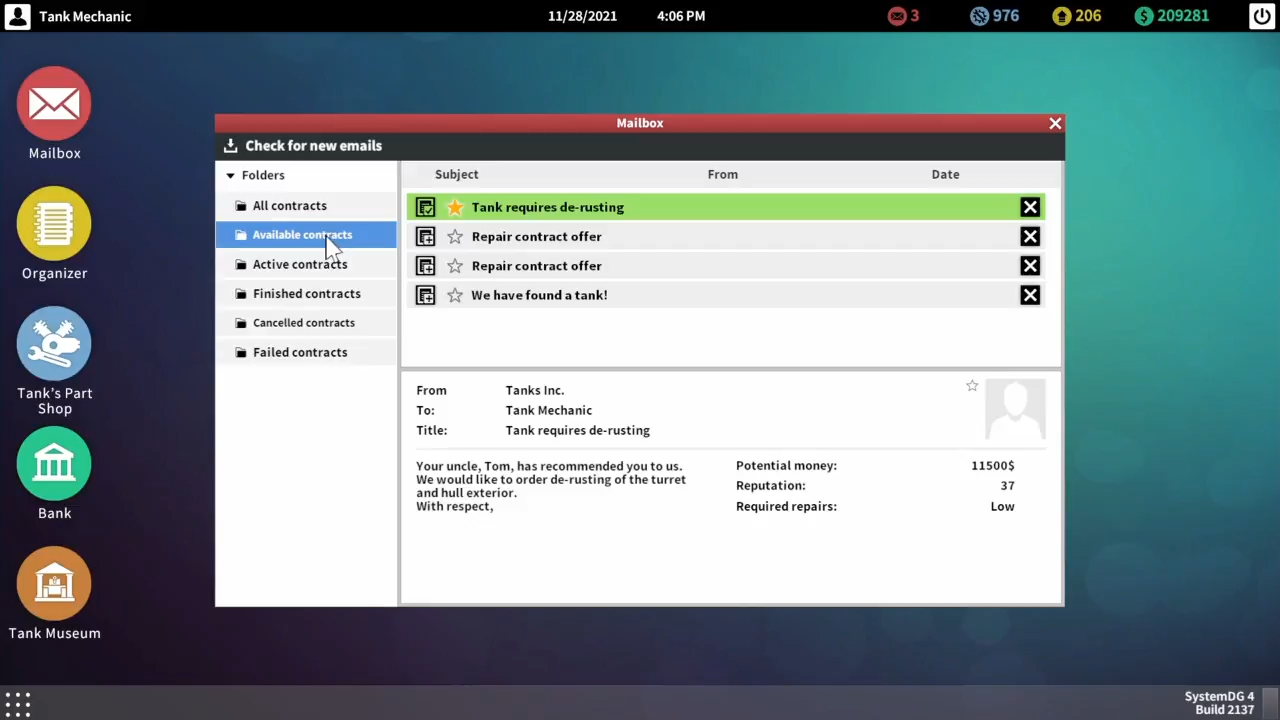 Tank Mechanic
11/28/2021
4:06 PM
3
976
206
209281
Mailbox
Organizer
Tank's Part
Shop
Bank
Tank Museum
Mailbox
Check for new emails
Folders
All contracts
Available contracts
Active contracts
Finished contracts
Cancelled contracts
Failed contracts
Subject From Date
Tank requires de-rusting
Repair contract offer
Repair contract offer
We have found a tank!
From Tanks Inc.
To: Tank Mechanic
Title: Tank requires de-rusting
Your uncle, Tom, has recommended you to us.
We would like to order de-rusting of the turret
and hull exterior.
With respect,
Potential money: 11500$
Reputation: 37
Required repairs: Low
SystemDG 4
Build 2137